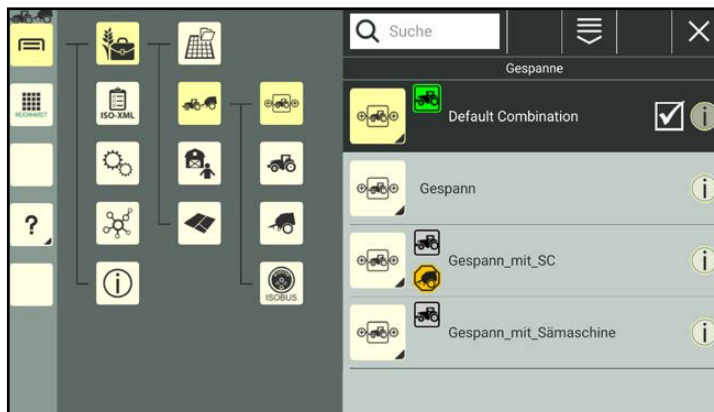 Suche
Gespanne
Default Combination
REICHHARDT
ISO-XML
Gespann
?
Gespann_mit_SC
ISOBUS
Gespann_mit_Sämaschine